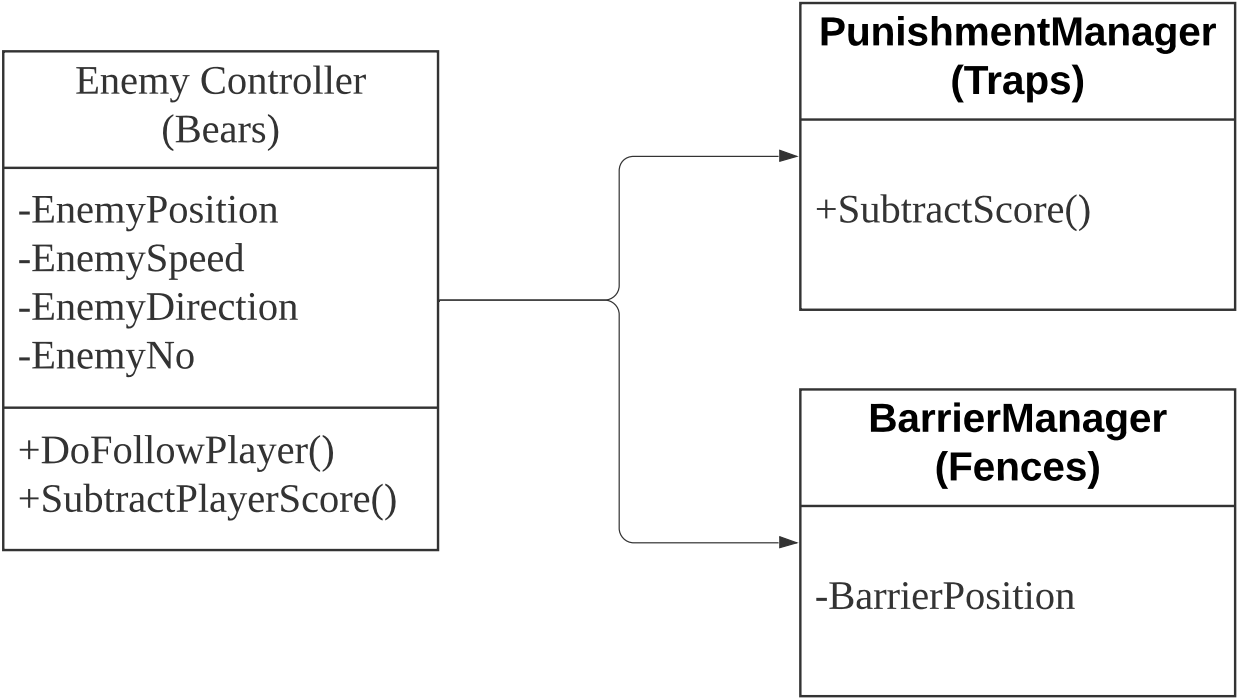 Enemy Controller
(Bears)
-EnemyPosition
-EnemySpeed
-EnemyDirection
-EnemyNo
+DoFollowPlayer()
+SubtractPlayerScore()
PunishmentManager
(Traps)
+SubtractScore()
BarrierManager
(Fences)
-BarrierPosition